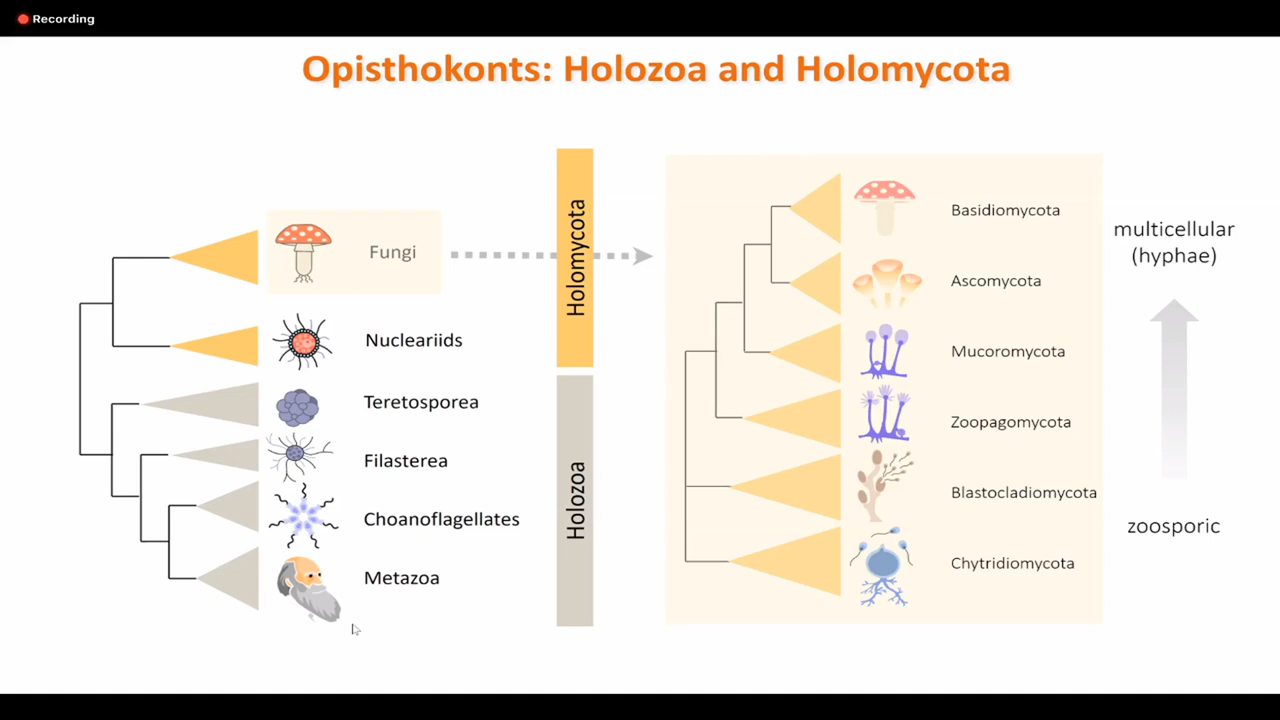 Recording
Opisthokonts: Holozoa and Holomycota
Fungi
Nucleariids
Teretosporea
Filasterea
Choanoflagellates
Metazoa
Holomycota
Holozoa
Basidiomycota
Ascomycota
Mucoromycota
Zoopagomycota
Blastocladiomycota
Chytridiomycota
multicellular
(hyphae)
zoosporic